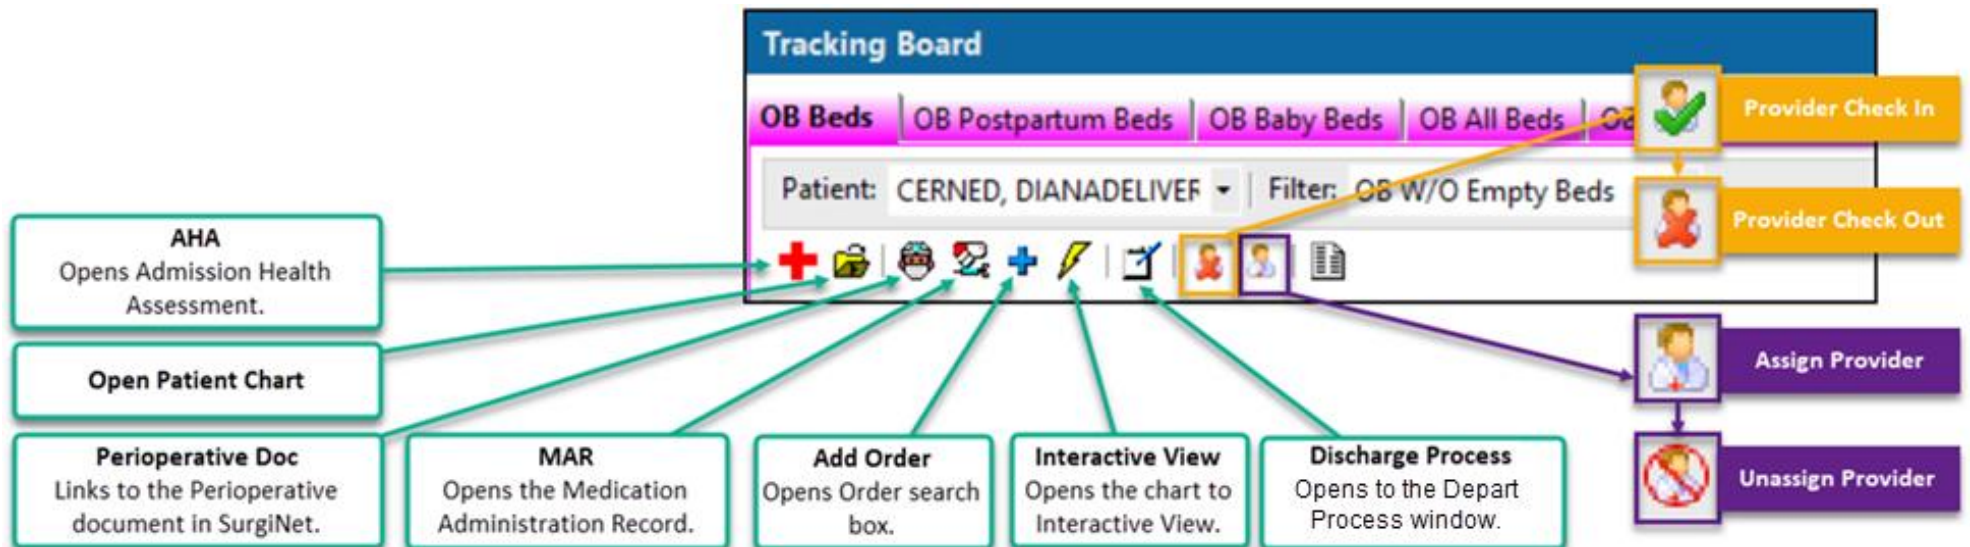 Tracking Board
OB Beds
OB Postpartum Beds
OB Baby Beds
OB All Beds
OB
Patient:
CERNED, DIANADELIVER
Filter:
OB W/O Empty Beds
Provider Check In
Provider Check Out
Assign Provider
Unassign Provider
AHA
Opens Admission Health
Assessment.
Open Patient Chart
Perioperative Doc
Links to the Perioperative
document in SurgiNet.
MAR
Opens the Medication
Administration Record.
Add Order
Opens Order search
box.
Interactive View
Opens the chart to
Interactive View.
Discharge Process
Opens to the Depart
Process window.